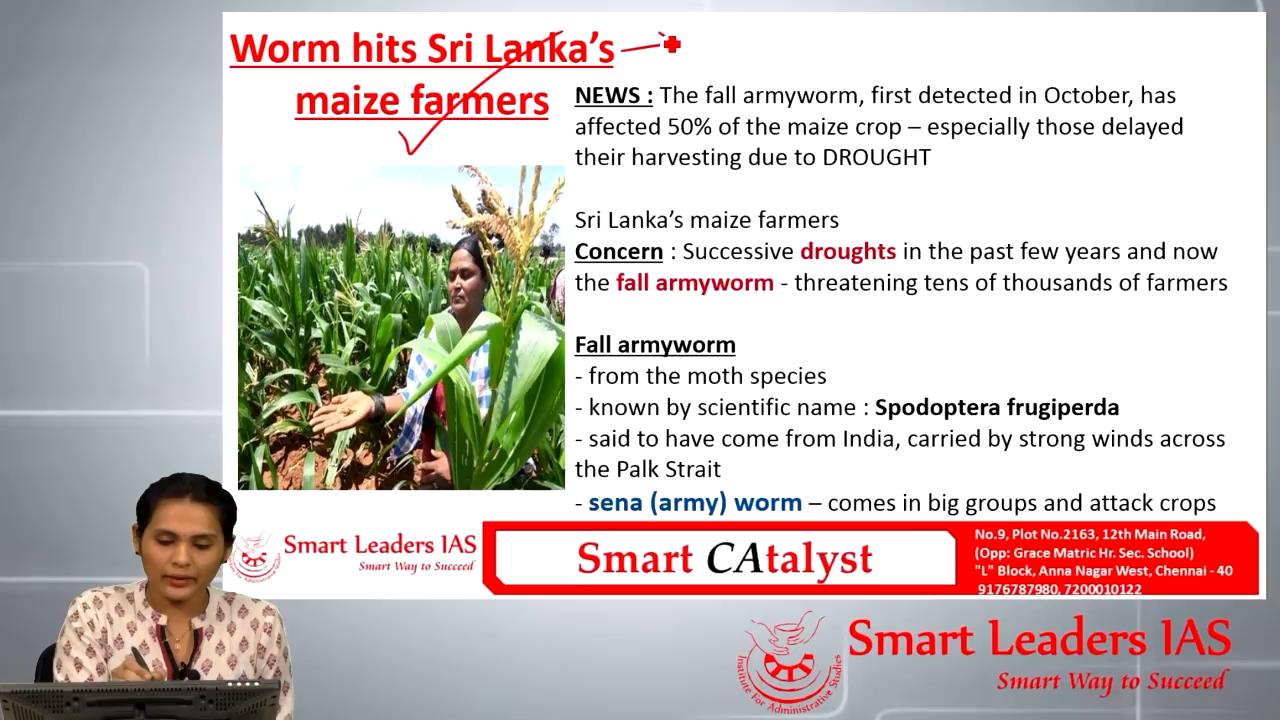 Worm hits Sri Lanka's
maize farmers
NEWS : The fall armyworm, first detected in October, has
affected 50% of the maize crop – especially those delayed
their harvesting due to DROUGHT
Sri Lanka's maize farmers
Concern : Successive droughts in the past few years and now
the fall armyworm - threatening tens of thousands of farmers
Fall armyworm
- from the moth species
- known by scientific name : Spodoptera frugiperda
- said to have come from India, carried by strong winds across
the Palk Strait
- sena (army) worm – comes in big groups and attack crops
Smart Leaders IAS
Smart Way to Succeed
Smart CAtalyst
No.9, Plot No.2163, 12th Main Road,
(Opp: Grace Matric Hr. Sec. School)
"L" Block, Anna Nagar West, Chennai - 40
9176787980, 7200010122
Institute For Administrative Studies
Smart Leaders IAS
Smart Way to Succeed